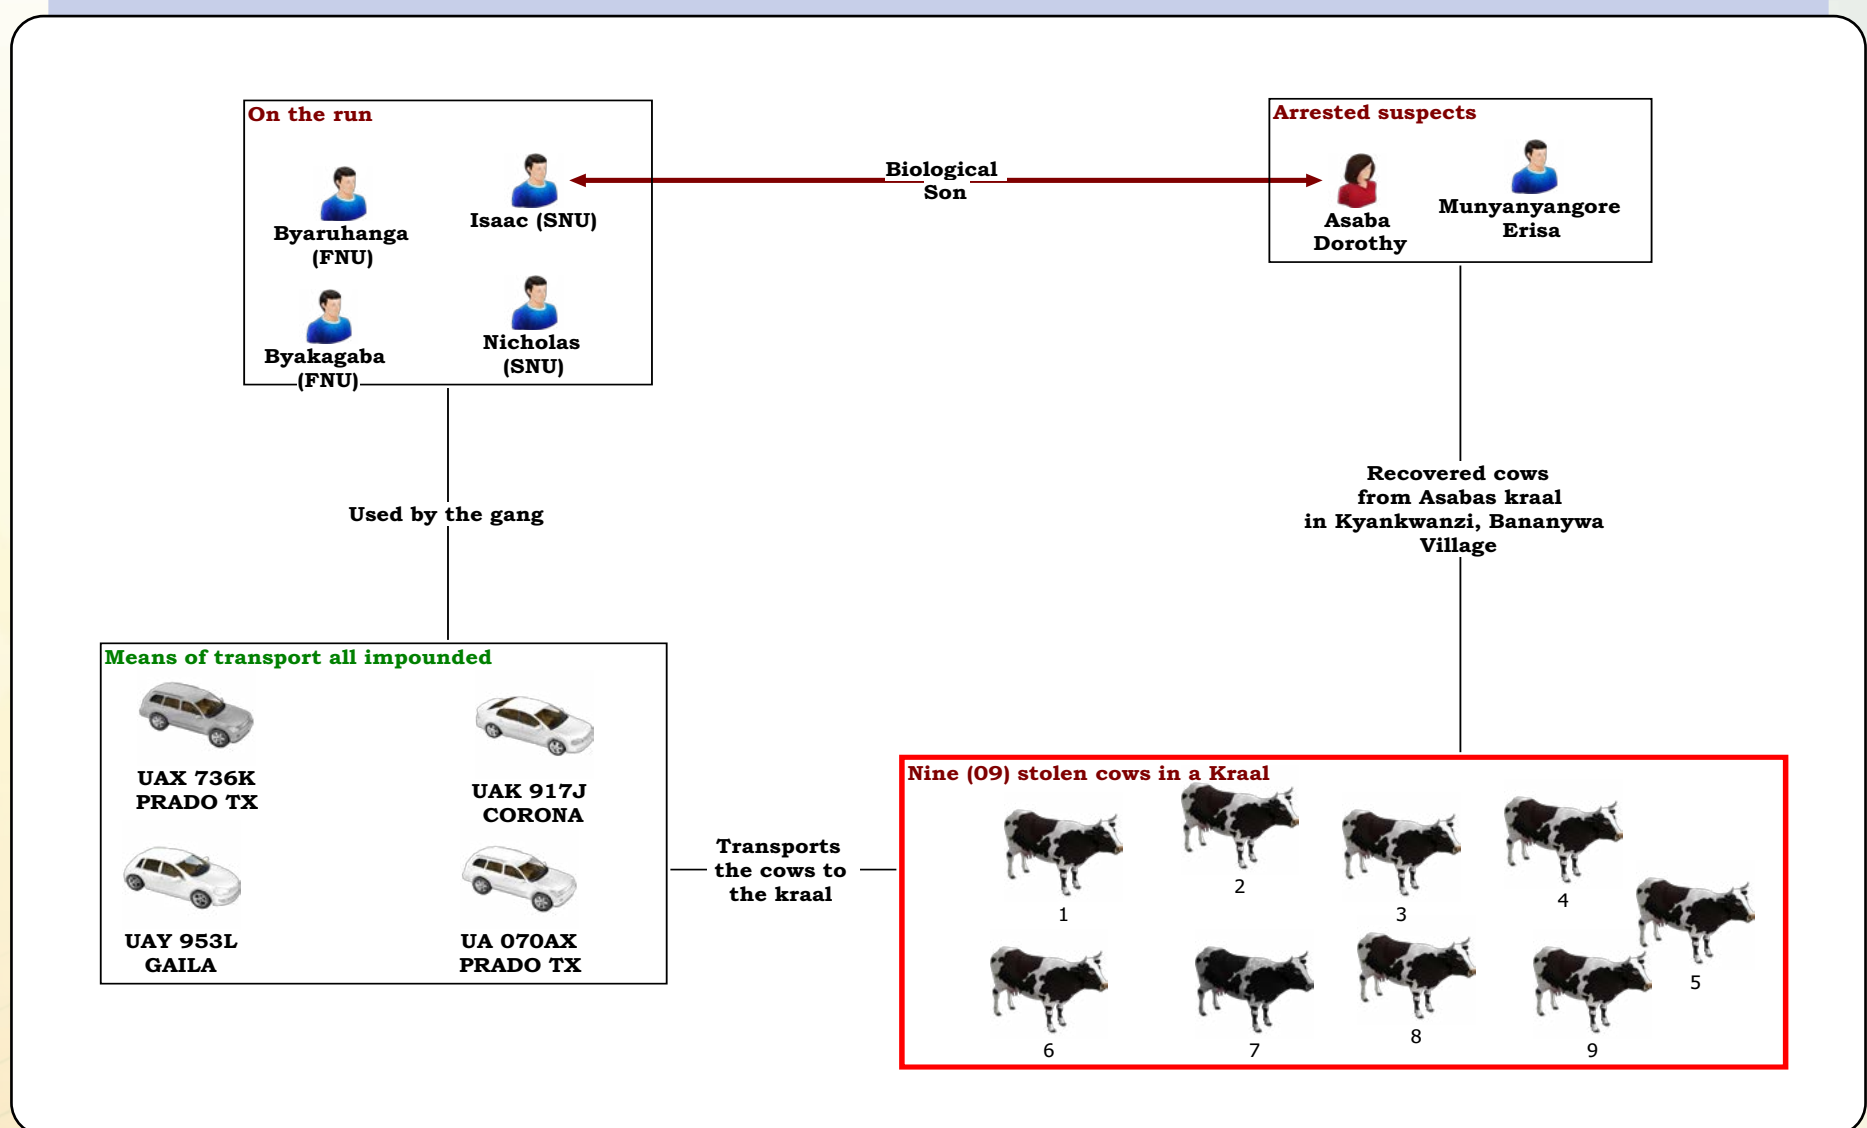 On the run
Byaruhanga
(FNU)
Isaac (SNU)
Byakagaba
(FNU)
Nicholas
(SNU)
Biological
Son
Arrested suspects
Asaba
Dorothy
Munyanyangore
Erisa
Used by the gang
Recovered cows
from Asabas kraal
in Kyankwanzi, Bananywa
Village
Means of transport all impounded
UAX 736K
PRADO TX
UAK 917J
CORONA
UAY 953L
GAILA
UA 070AX
PRADO TX
Transports
the cows to
the kraal
Nine (09) stolen cows in a Kraal
1
2
3
4
5
6
7
8
9